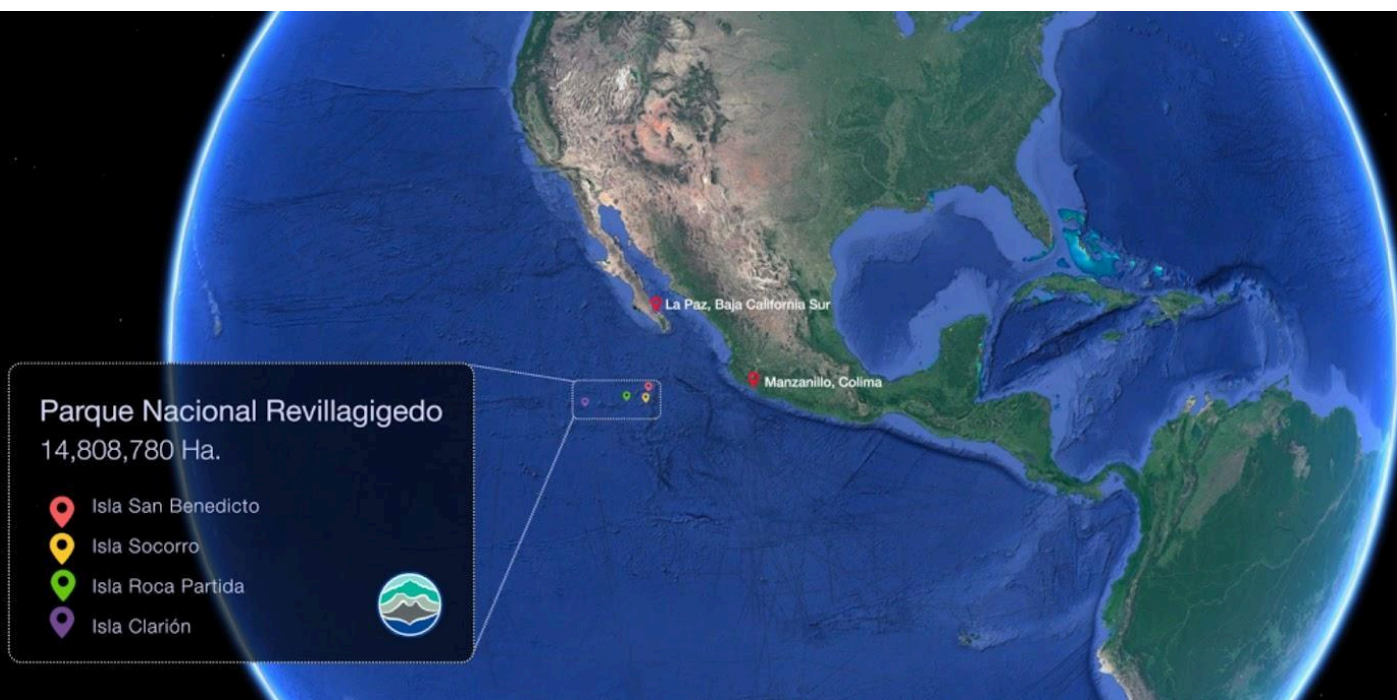 La Paz, Baja California Sur
Manzanillo, Colima
Parque Nacional Revillagigedo
14,808,780 Ha.
Isla San Benedicto
Isla Socorro
Isla Roca Partida
Isla Clarión